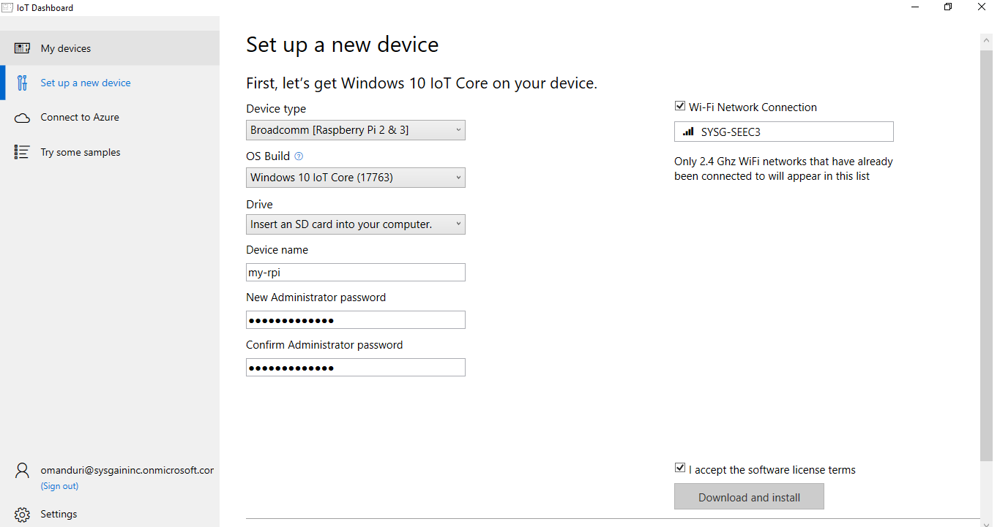 IoT Dashboard
My devices
Set up a new device
Connect to Azure
Try some samples
omanduri@sysgaininc.onmicrosoft.cor
(Sign out)
Settings
Set up a new device
First, let's get Windows 10 IoT Core on your device.
Device type
Broadcomm [Raspberry Pi 2 & 3]
OS Build ?
Windows 10 IoT Core (17763)
Drive
Insert an SD card into your computer.
Device name
my-rpi
New Administrator password
●●●●●●●●●●●●●
Confirm Administrator password
●●●●●●●●●●●●●
Wi-Fi Network Connection
SYSG-SEEC3
Only 2.4 Ghz WiFi networks that have already
been connected to will appear in this list
I accept the software license terms
Download and install